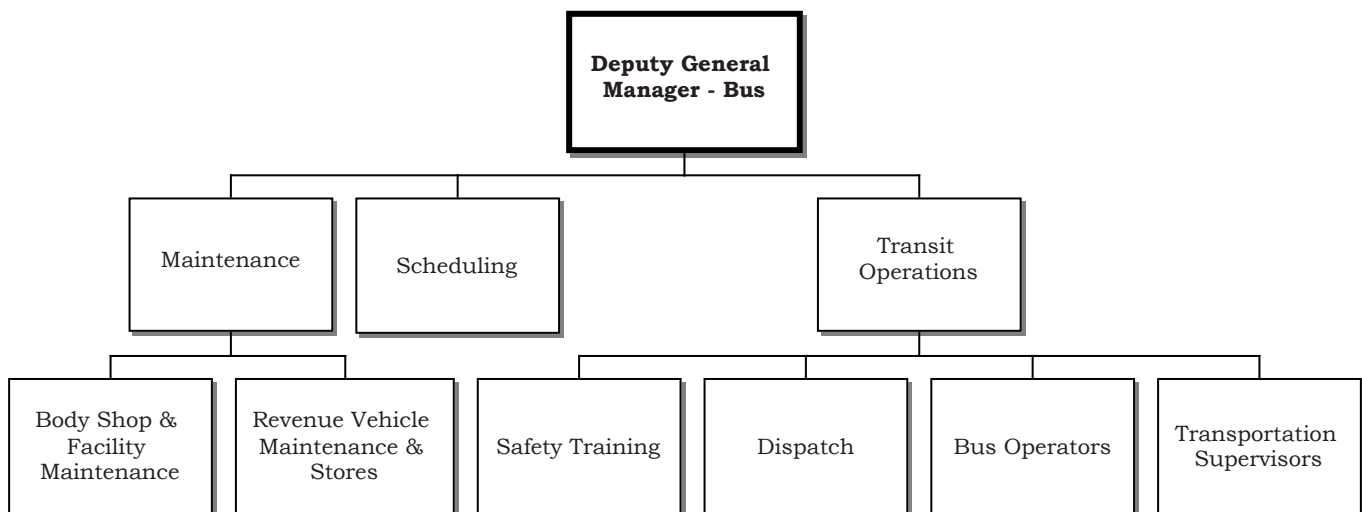 Deputy General
Manager - Bus
Maintenance
Scheduling
Transit
Operations
Body Shop &
Facility
Maintenance
Revenue Vehicle
Maintenance &
Stores
Safety Training
Dispatch
Bus Operators
Transportation
Supervisors